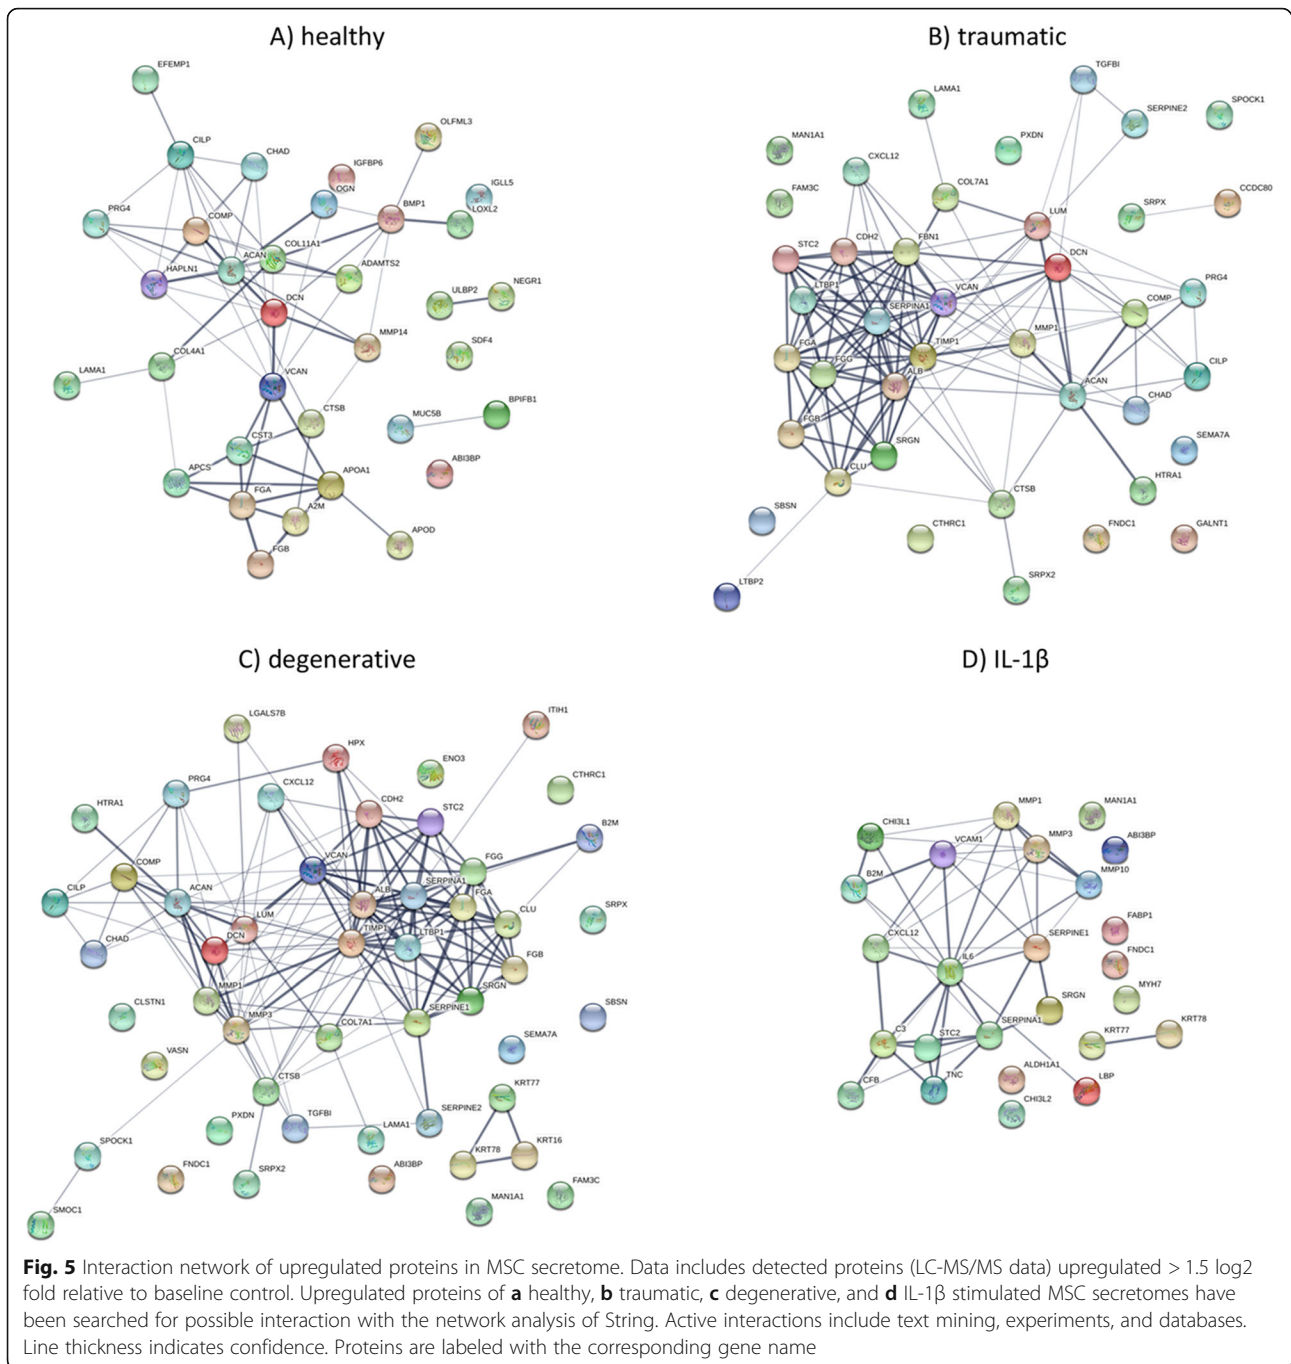 A) healthy
EFEMP1
OLFML3
CILP
CHAD
IGFBP6
OGN
IGLL5
BMP1
LOXL2
PRG4
COMP
COL11A1
ACAN
HAPLN1
ADAMTS2
NEGR1
ULBP2
DCN
MMP14
SDF4
COL4A1
LAMA1
VCAN
CTSB
BPIFB1
MUC5B
CST3
ABI3BP
APCS
APOA1
FGA
A2M
APOD
FGB
B) traumatic
TGFBI
LAMA1
SERPINE2
SPOCK1
MAN1A1
PXDN
CXCL12
COL7A1
FAM3C
CCDC80
SRPX
LUM
STC2
CDH2
FBN1
DCN
LTBP1
VCAN
PRG4
SERPINA1
COMP
MMP1
FGA
TIMP1
FGG
ALB
CILP
ACAN
CHAD
FGB
SRGN
SEMA7A
CLU
HTRA1
CTSB
SBSN
CTHRC1
FNDC1
GALNT1
LTBP2
SRPX2
C) degenerative
LGALS7B
ITIH1
HPX
ENO3
CTHRC1
PRG4
CXCL12
HTRA1
CDH2
STC2
B2M
COMP
VCAN
FGG
CILP
ACAN
ALB
SERPINA1
FGA
LUM
CLU
SRPX
DCN
TIMP1
LTBP1
CHAD
FGB
MMP1
SRGN
CLSTN1
MMP3
COL7A1
SERPINE1
SBSN
SEMA7A
VASN
CTSB
KRT77
PXDN
TGFBI
LAMA1
SERPINE2
SPOCK1
KRT78
KRT16
FNDC1
SRPX2
ABI3BP
FAM3C
MAN1A1
SMOC1
D) IL-1β
MMP1
MAN1A1
CHI3L1
VCAM1
MMP3
ABI3BP
B2M
MMP10
FABP1
CXCL12
SERPINE1
FNDC1
IL6
MYH7
SRGN
C3
STC2
SERPINA1
KRT77
KRT78
CFB
TNC
ALDH1A1
LBP
CHI3L2
Fig. 5 Interaction network of upregulated proteins in MSC secretome. Data includes detected proteins (LC-MS/MS data) upregulated > 1.5 log2
fold relative to baseline control. Upregulated proteins of a healthy, b traumatic, c degenerative, and d IL-1β stimulated MSC secretomes have
been searched for possible interaction with the network analysis of String. Active interactions include text mining, experiments, and databases.
Line thickness indicates confidence. Proteins are labeled with the corresponding gene name